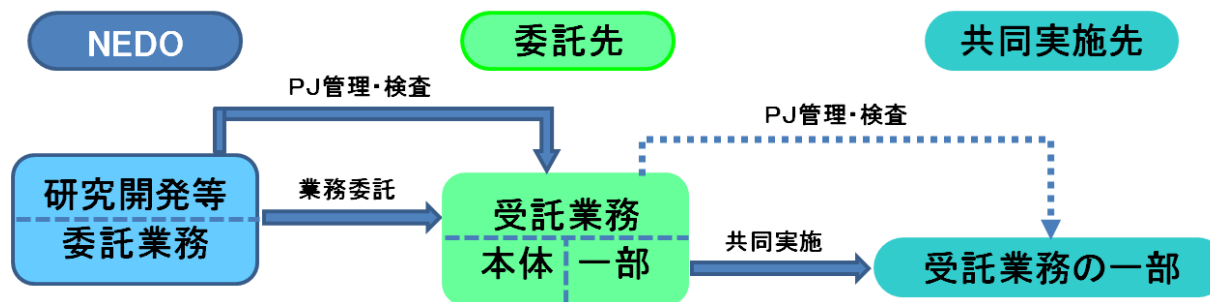 NEDO
委託先
共同実施先
PJ管理・検査
PJ管理・検査
研究開発等
委託業務
業務委託
受託業務
本体 一部
共同実施
受託業務の一部